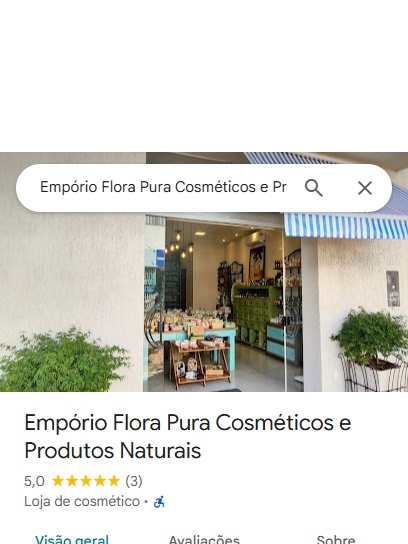 Empório Flora Pura Cosméticos e Pr
Empório Flora Pura Cosméticos e
Produtos Naturais
5,0 (3)
Loja de cosmético ·
Visão geral Avaliações Sobre